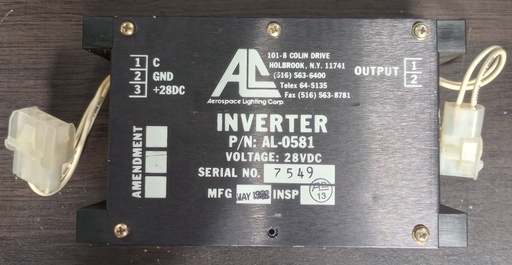 101-8 COLIN DRIVE
HOLBROOK, N.Y. 11741
(516) 563-6400
Telex 64-5135
Fax (516) 563-8781
ALC
Aerospace Lighting Corp.
1 C
2 GND
3 +28DC
OUTPUT 1
2
INVERTER
P/N: AL-0581
VOLTAGE: 28VDC
SERIAL NO. 7549
MFG MAY INSP
13
AMENDMENT